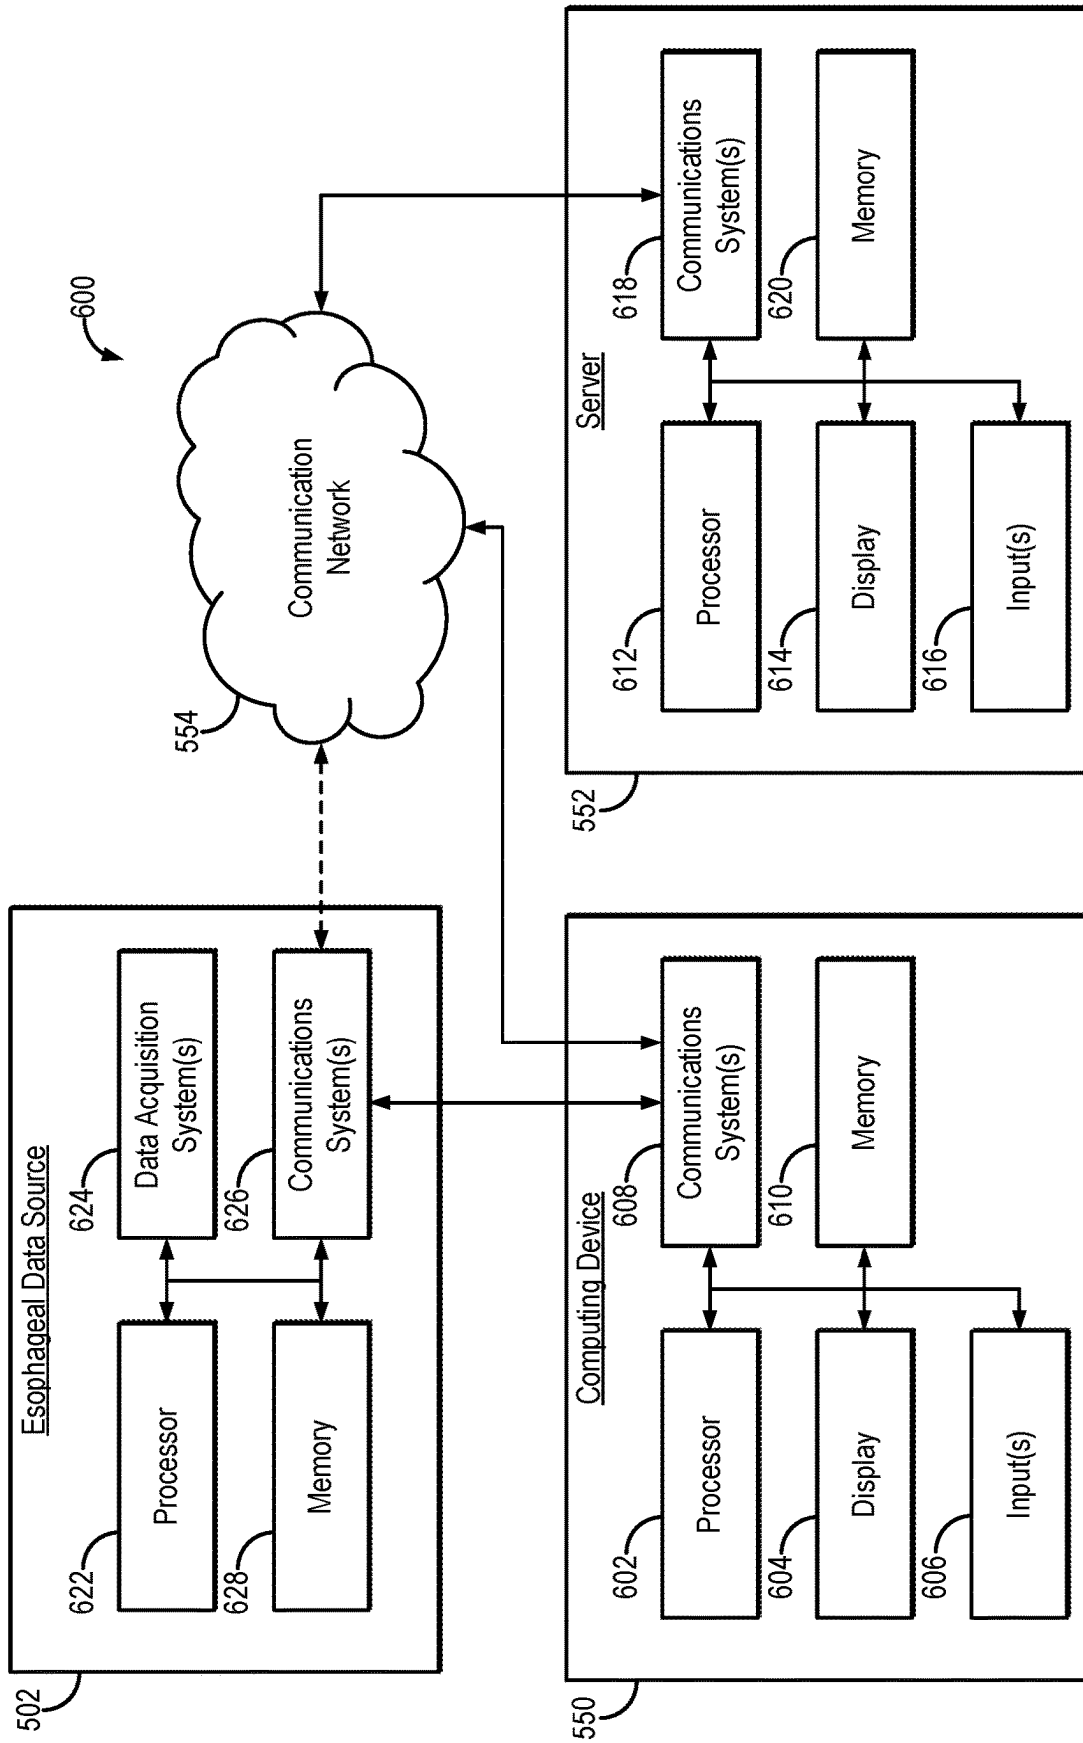 600
Esophageal Data Source
502
622
Processor
624
Data Acquisition
System(s)
628
Memory
626
Communications
System(s)
554
Communication
Network
Computing Device
550
602
Processor
608
Communications
System(s)
604
Display
610
Memory
606
Input(s)
Server
552
612
Processor
618
Communications
System(s)
614
Display
620
Memory
616
Input(s)